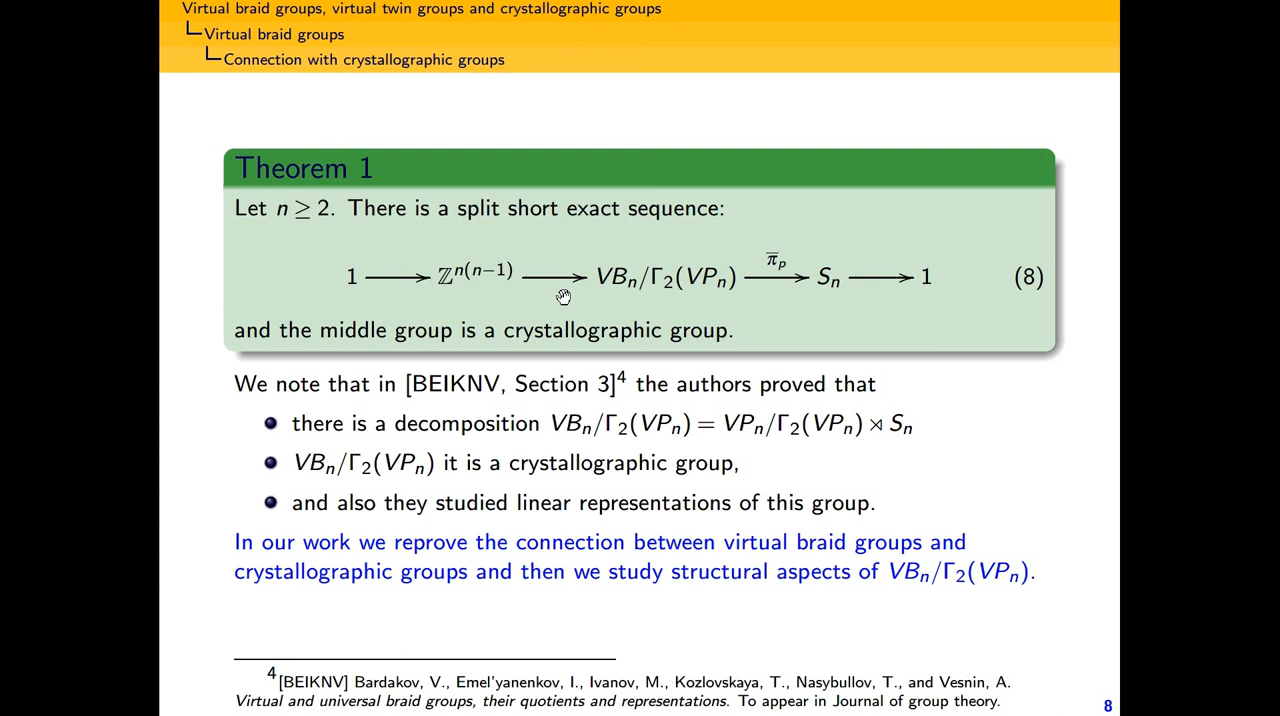 Virtual braid groups, virtual twin groups and crystallographic groups
Virtual braid groups
Connection with crystallographic groups
Theorem 1
Let n ≥ 2. There is a split short exact sequence:
1 ⟶ ℤ^{n(n−1)} ⟶ VB_n/Γ_2(VP_n) ⟶^{\overline{π}_p} S_n ⟶ 1 (8)
and the middle group is a crystallographic group.
We note that in [BEIKNV, Section 3]⁴ the authors proved that
there is a decomposition VB_n/Γ_2(VP_n) = VP_n/Γ_2(VP_n) ⋊ S_n
VB_n/Γ_2(VP_n) it is a crystallographic group,
and also they studied linear representations of this group.
In our work we reprove the connection between virtual braid groups and
crystallographic groups and then we study structural aspects of VB_n/Γ_2(VP_n).
⁴[BEIKNV] Bardakov, V., Emel'yanenkov, I., Ivanov, M., Kozlovskaya, T., Nasybullov, T., and Vesnin, A.
Virtual and universal braid groups, their quotients and representations. To appear in Journal of group theory.
8